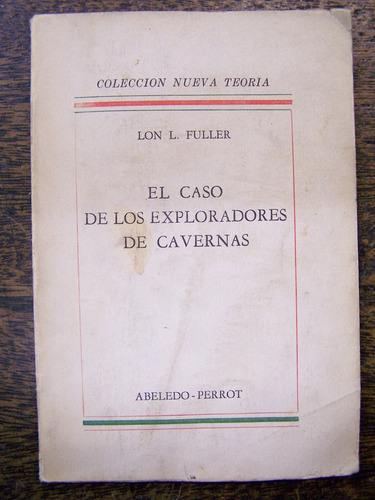 COLECCION NUEVA TEORIA
LON L. FULLER
EL CASO
DE LOS EXPLORADORES
DE CAVERNAS
ABELEDO-PERROT